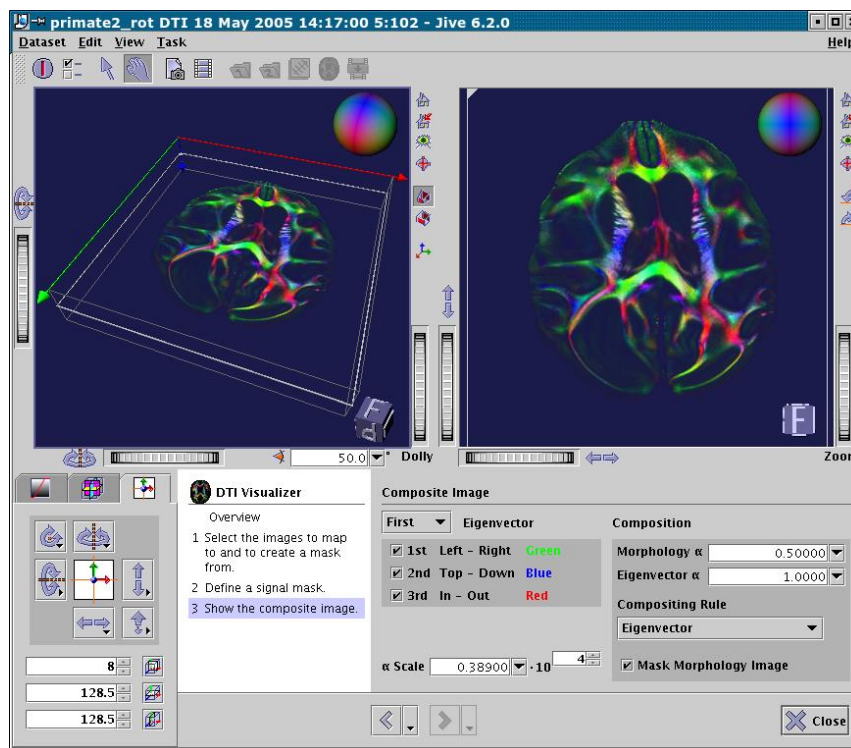 primate2_rot DTI 18 May 2005 14:17:00 5:102 - Jive 6.2.0
Dataset Edit View Task Help
F
F
50.0 ° Dolly Zoom
DTI Visualizer
Overview
1 Select the images to map
to and to create a mask
from.
2 Define a signal mask.
3 Show the composite image.
Composite Image
First Eigenvector
1st Left - Right Green
2nd Top - Down Blue
3rd In - Out Red
α Scale 0.38900 ·10 4
Composition
Morphology α 0.50000
Eigenvector α 1.0000
Compositing Rule
Eigenvector
Mask Morphology Image
8
128.5
128.5
Close